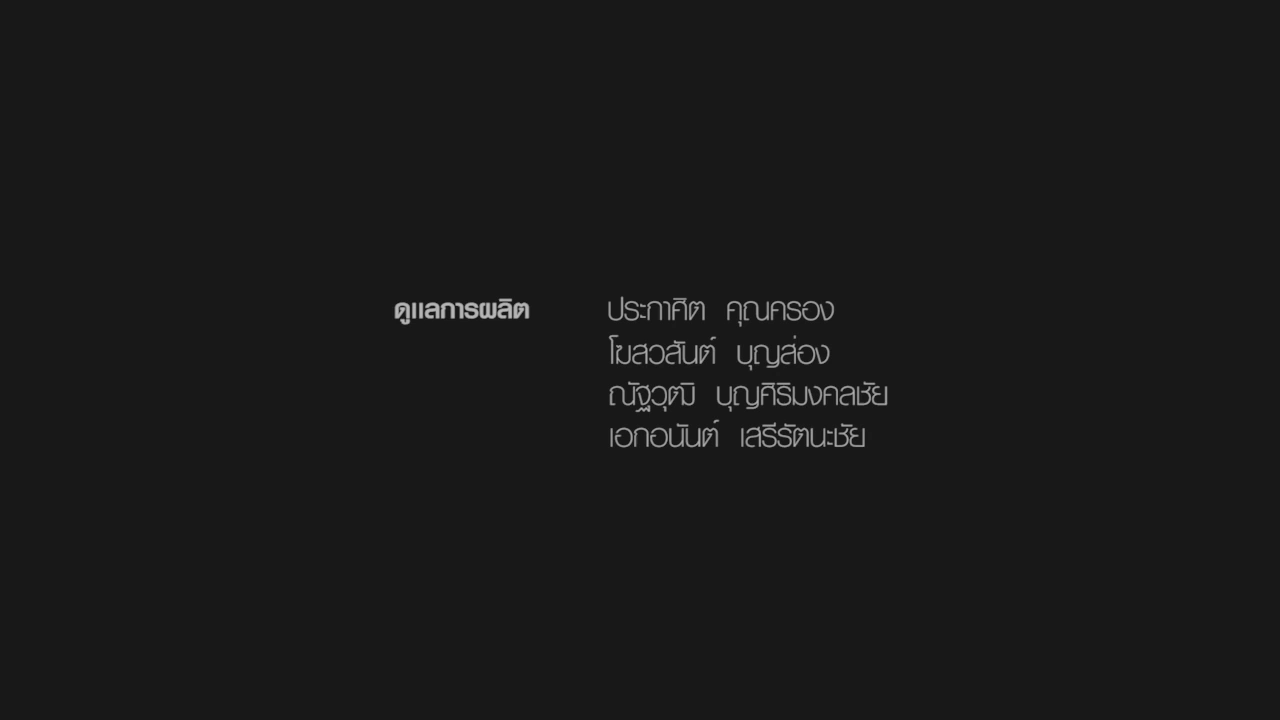 ดูแลการผลิต ประกาศิต คุณครอง
โฆสวสันต์ บุญส่อง
ณัฐวุฒิ บุญศิริมงคลชัย
เอกอนันต์ เสรีรัตนะชัย